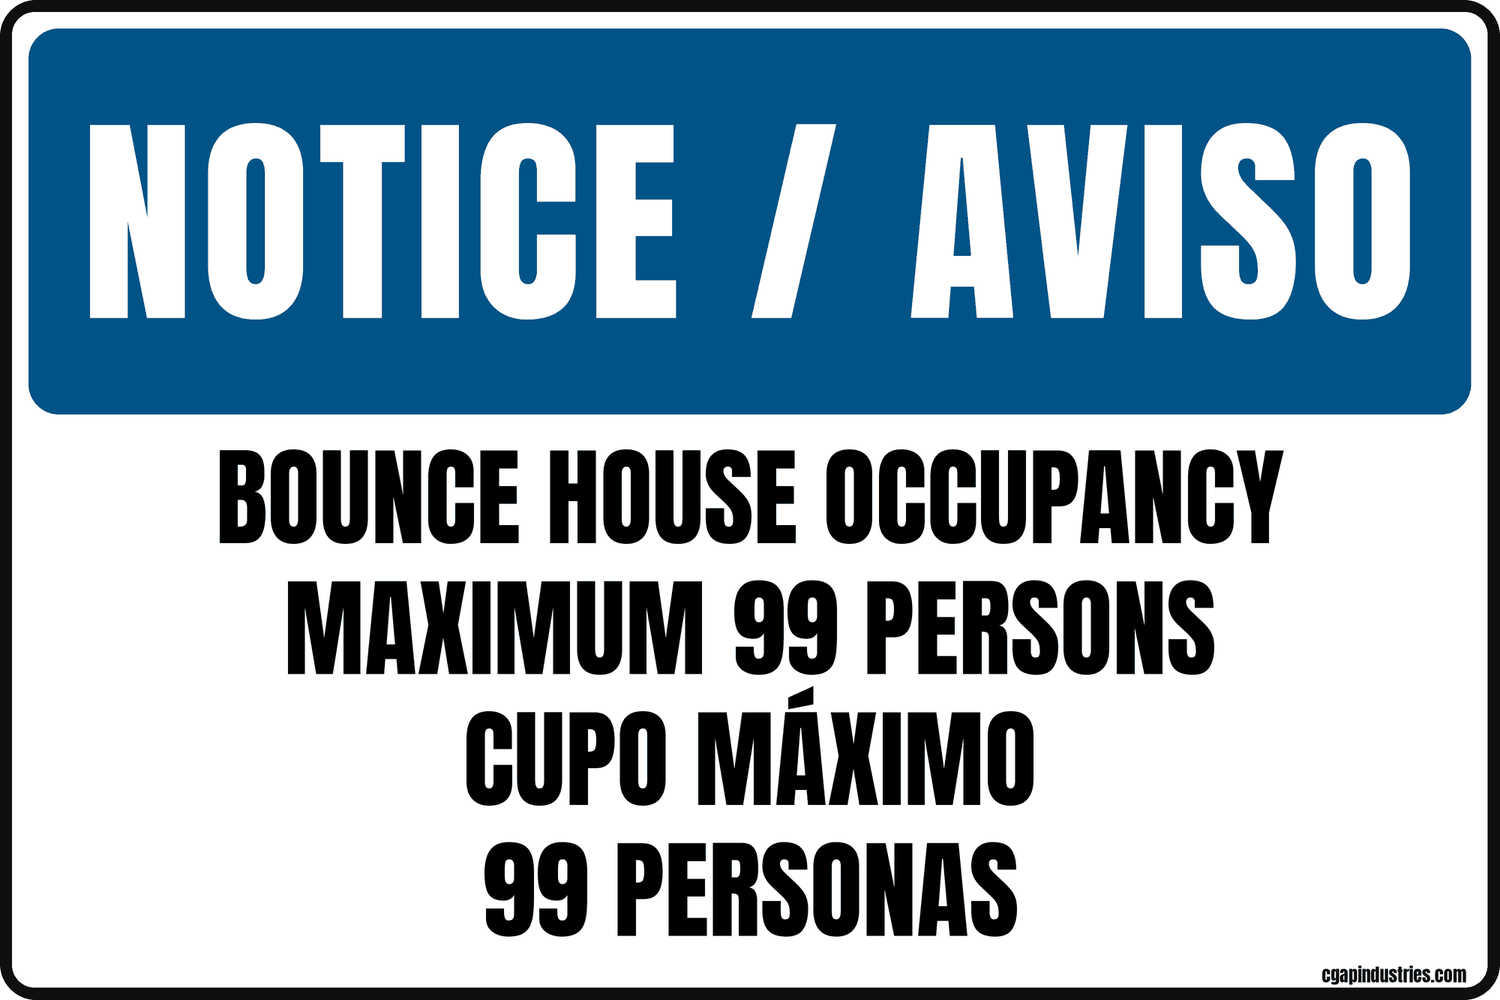 NOTICE / AVISO
BOUNCE HOUSE OCCUPANCY
MAXIMUM 99 PERSONS
CUPO MÁXIMO
99 PERSONAS
cgapindustries.com